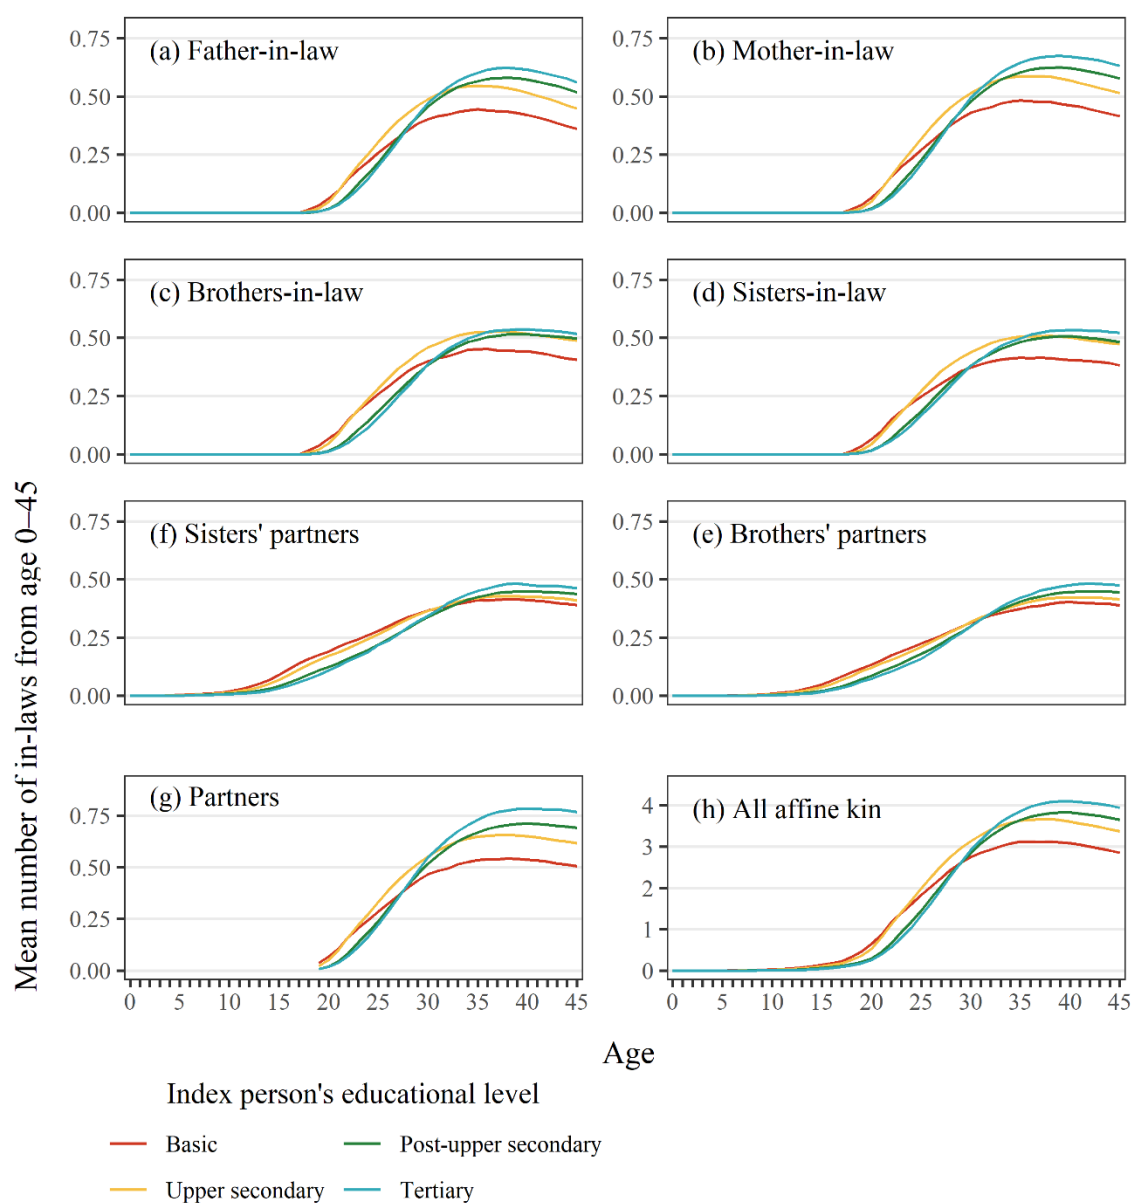 (a) Father-in-law
0.75
0.50
0.25
0.00
(b) Mother-in-law
0.75
0.50
0.25
0.00
(c) Brothers-in-law
0.75
0.50
0.25
0.00
(d) Sisters-in-law
0.75
0.50
0.25
0.00
(f) Sisters' partners
0.75
0.50
0.25
0.00
(e) Brothers' partners
0.75
0.50
0.25
0.00
(g) Partners
0.75
0.50
0.25
0.00
0 5 10 15 20 25 30 35 40 45
(h) All affine kin
4
3
2
1
0
0 5 10 15 20 25 30 35 40 45
Mean number of in-laws from age 0–45
Age
Index person's educational level
Basic
Post-upper secondary
Upper secondary
Tertiary